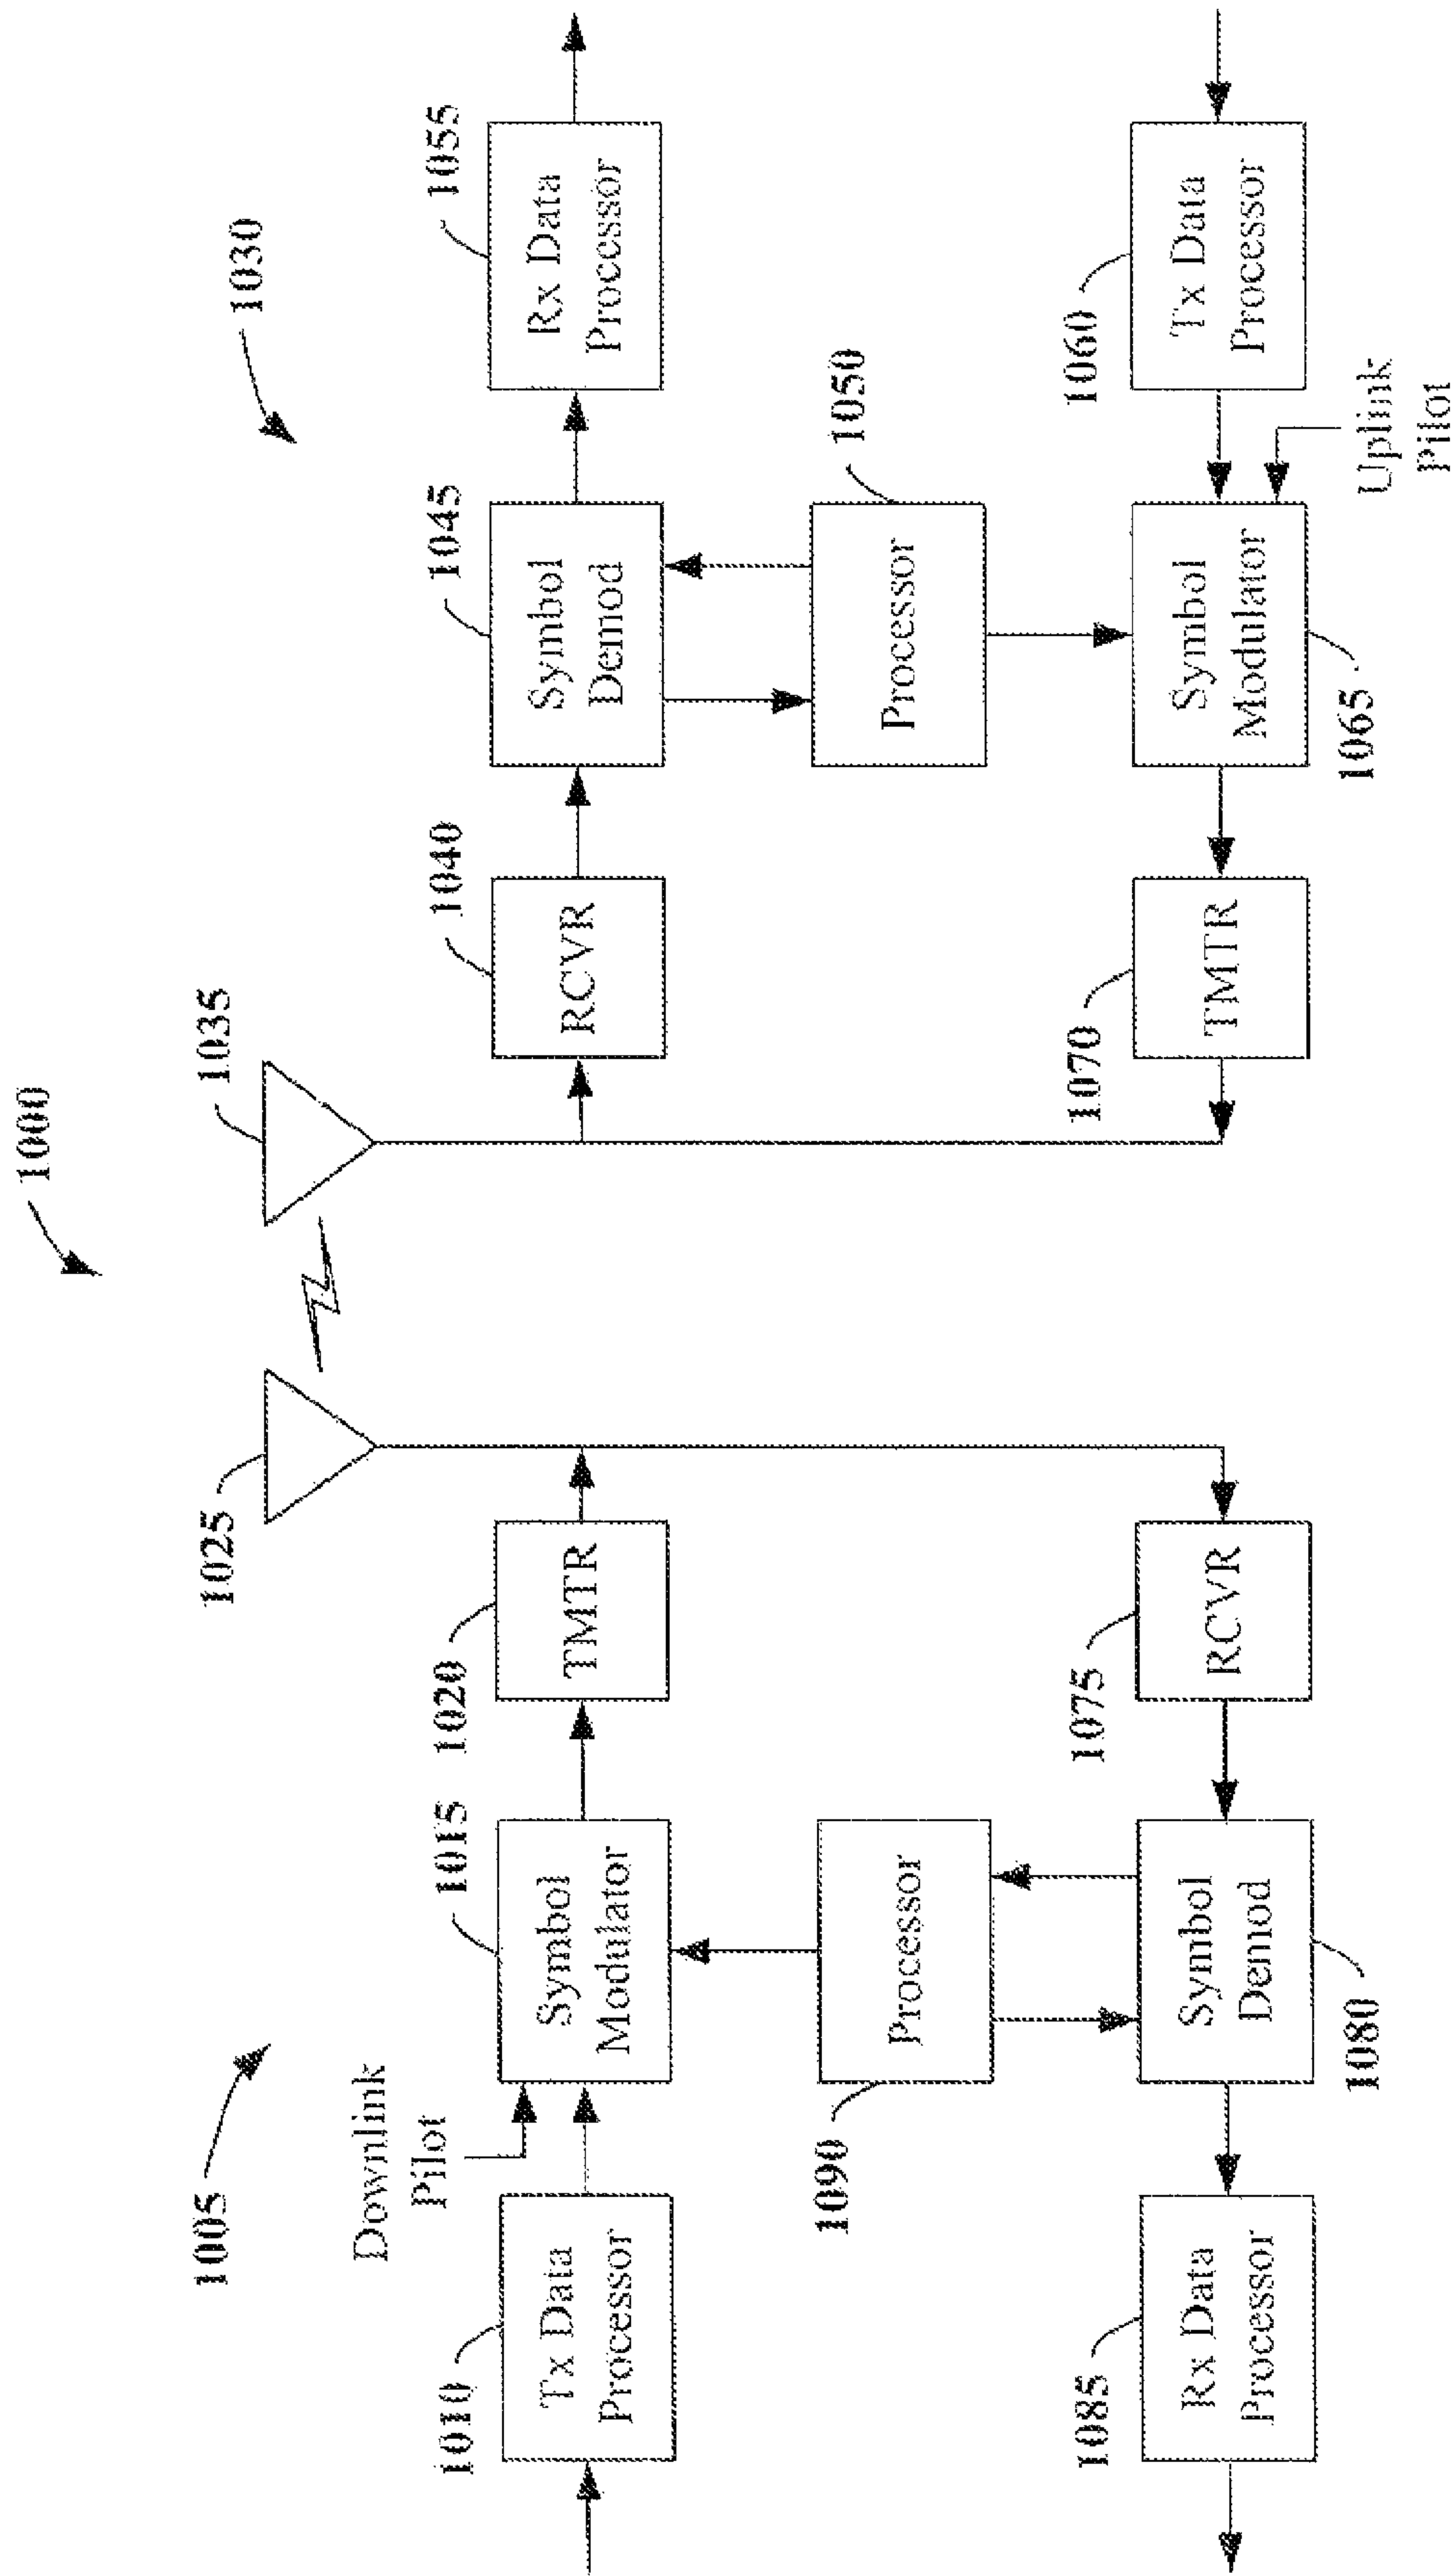 1000
1005
1030
1025
1035
Downlink
Pilot
1010
Tx Data
Processor
1015
Symbol
Modulator
1020
TMTR
1040
RCVR
1045
Symbol
Demod
1055
Rx Data
Processor
1090
Processor
1050
Processor
1085
Rx Data
Processor
1080
Symbol
Demod
1075
RCVR
1070
TMTR
1065
Symbol
Modulator
1060
Tx Data
Processor
Uplink
Pilot